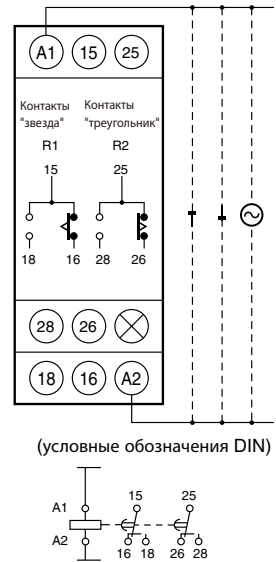 A1 15 25
Контакты Контакты
"звезда" "треугольник"
R1 R2
15 25
18 16 28 26
28 26
18 16 A2
(условные обозначения DIN)
15 25
A1
A2
16 18 26 28